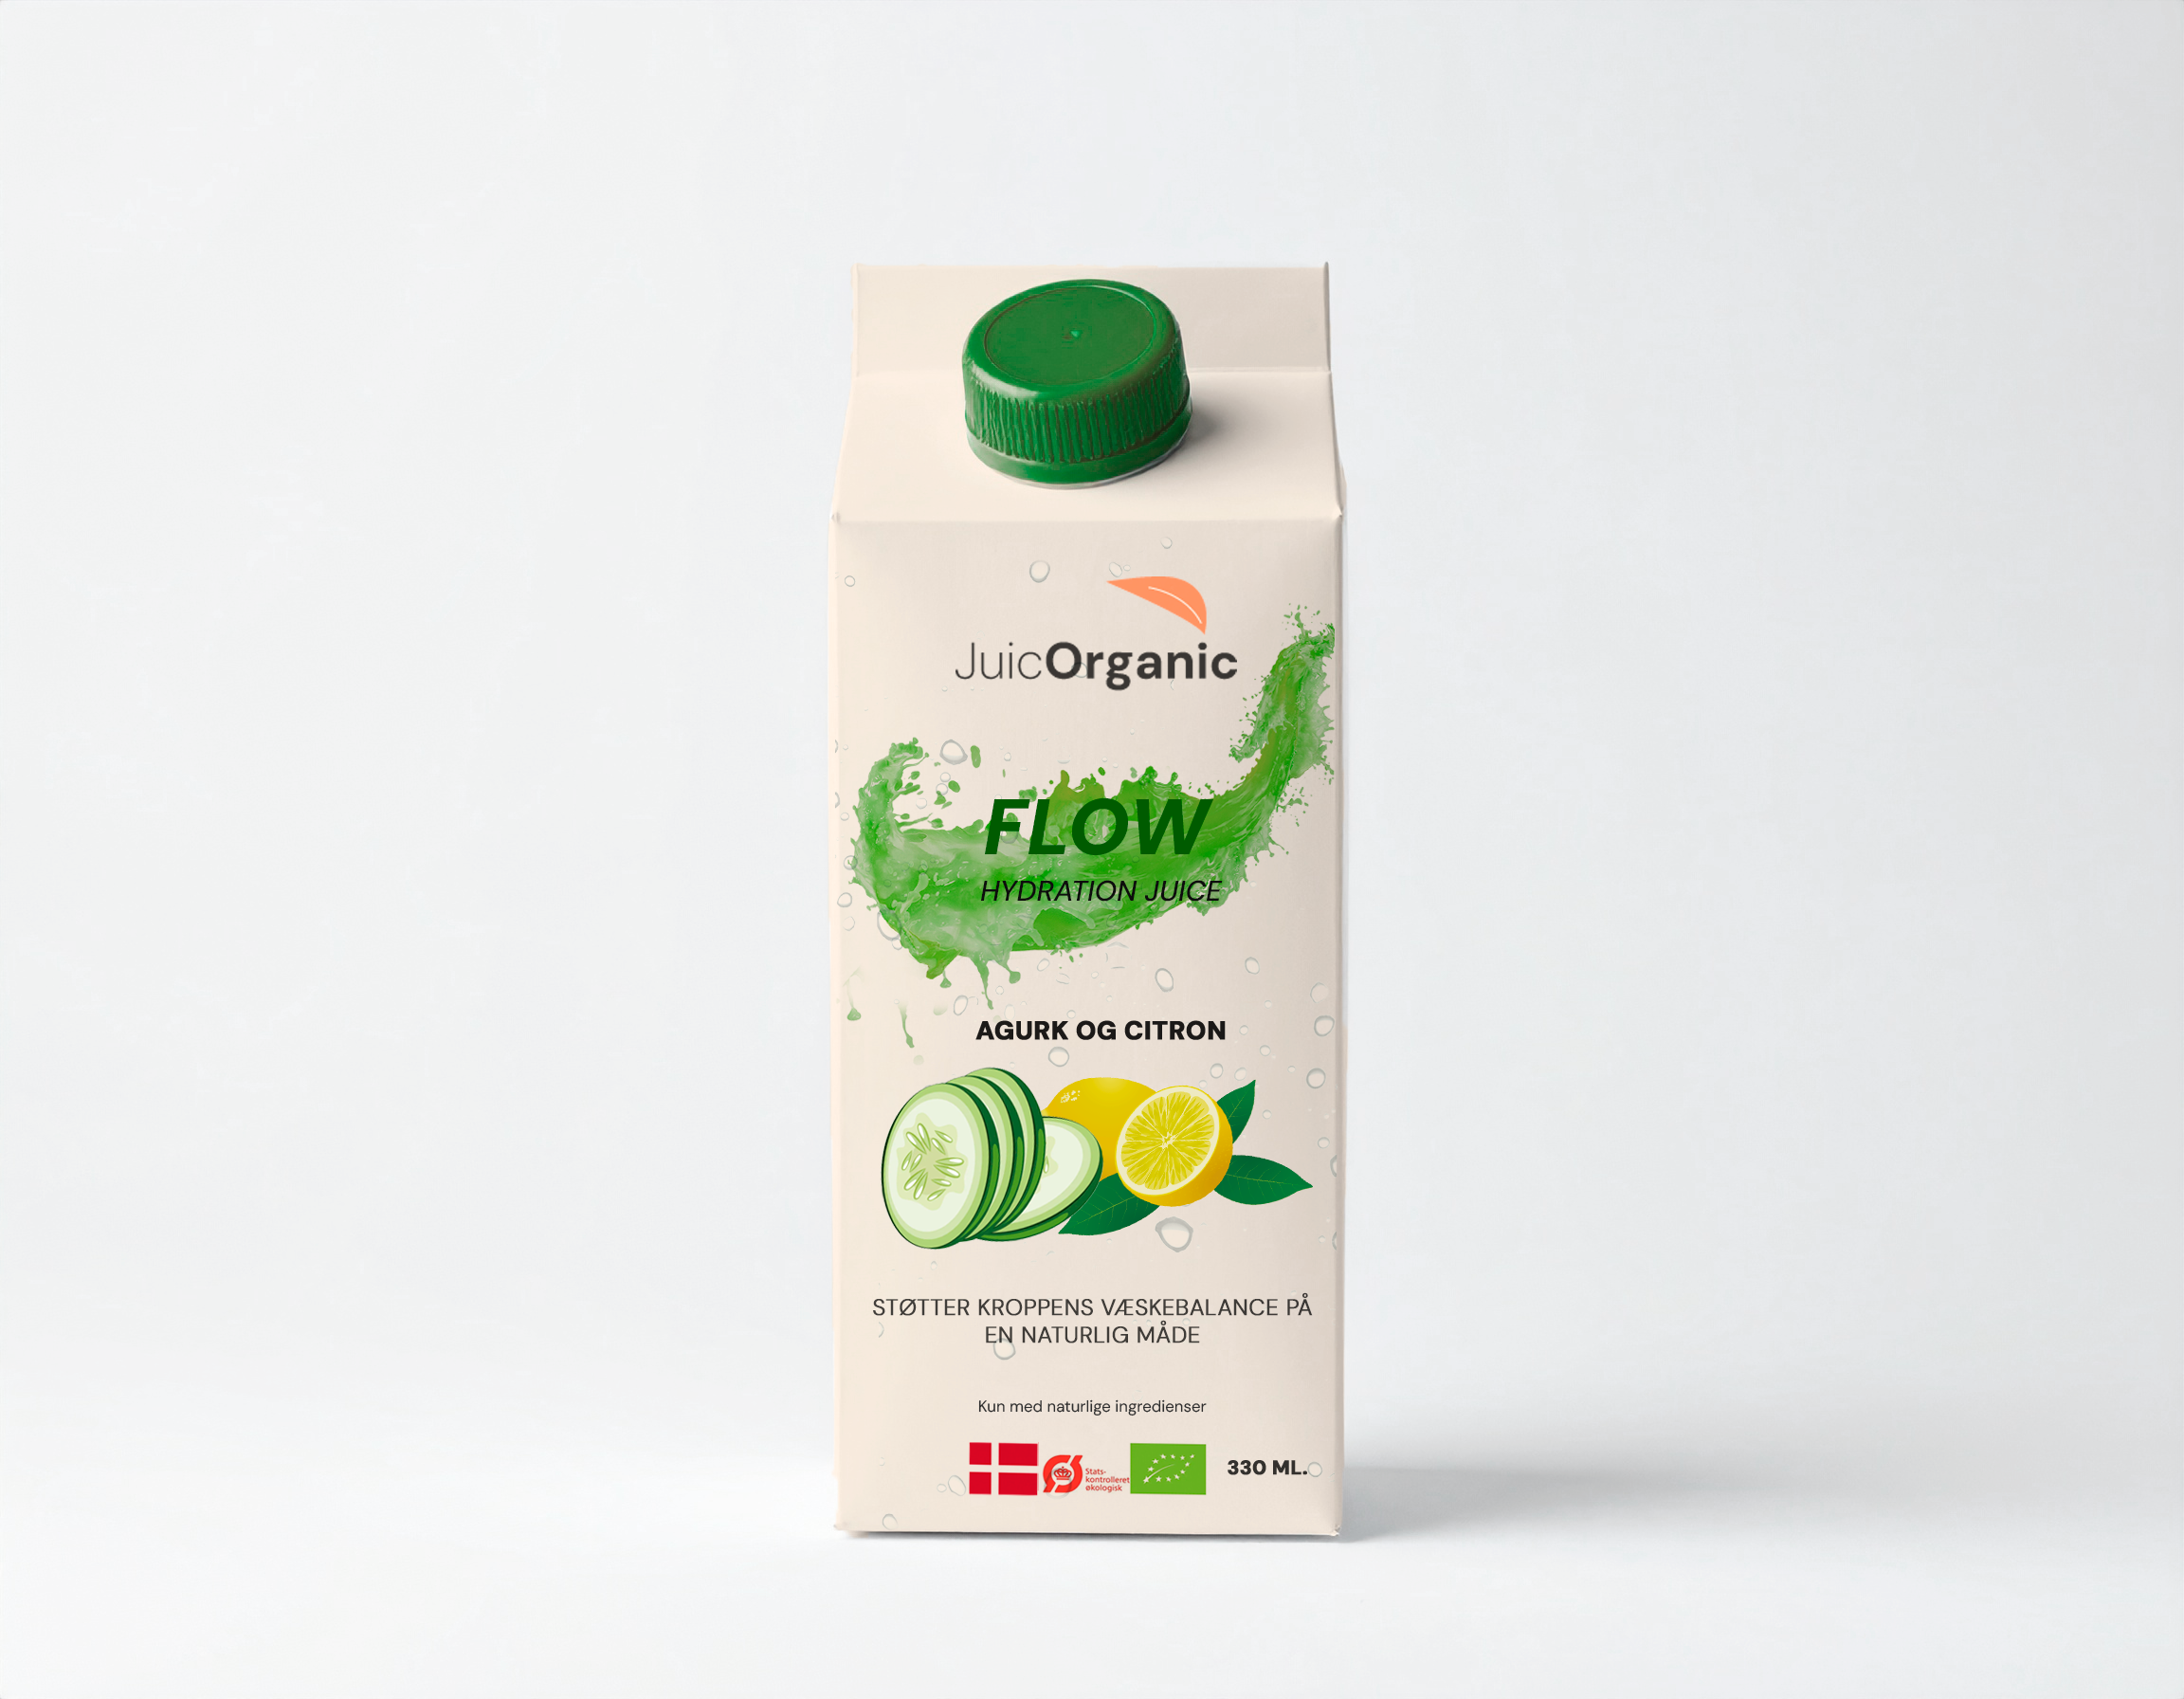 JuicOrganic
FLOW
HYDRATION JUICE
AGURK OG CITRON
STØTTER KROPPENS VÆSKEBALANCE PÅ
EN NATURLIG MÅDE
Kun med naturlige ingredienser
Stats-
kontrolleret
økologisk
330 ML.